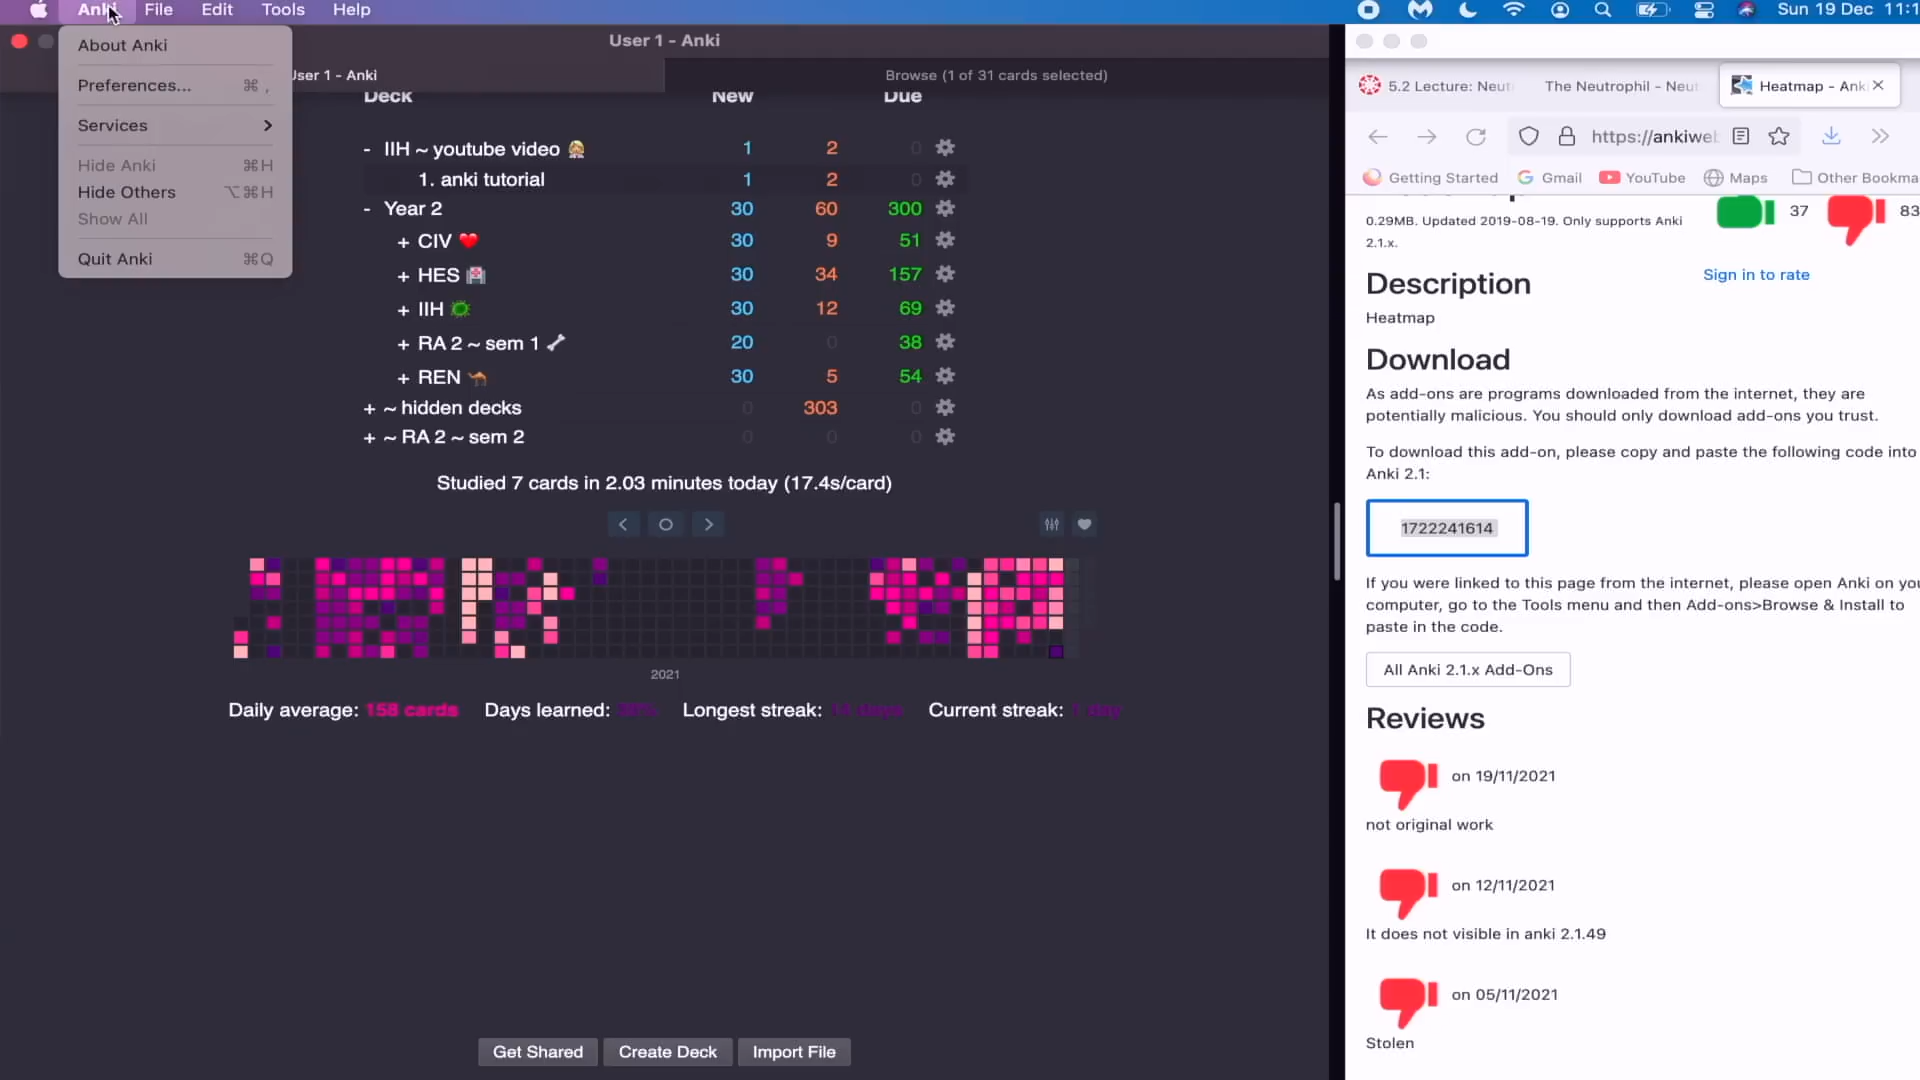 Anki File Edit Tools Help
Sun 19 Dec 11:1
About Anki
Preferences... ⌘ ,
Services
Hide Anki ⌘H
Hide Others ⌥⌘H
Show All
Quit Anki ⌘Q
User 1 - Anki
User 1 - Anki
Browse (1 of 31 cards selected)
Deck New Due
- IIH ~ youtube video 1 2 0
1. anki tutorial 1 2 0
- Year 2 30 60 300
+ CIV 30 9 51
+ HES 30 34 157
+ IIH 30 12 69
+ RA 2 ~ sem 1 20 0 38
+ REN 30 5 54
+ ~ hidden decks 0 303 0
+ ~ RA 2 ~ sem 2 0 0 0
Studied 7 cards in 2.03 minutes today (17.4s/card)
2021
Daily average: 158 cards Days learned: Longest streak: days Current streak: 1 day
Get Shared Create Deck Import File
5.2 Lecture: Neut
The Neutrophil - Neut
Heatmap - Anki
https://ankiweb
Getting Started Gmail YouTube Maps Other Bookma
0.29MB. Updated 2019-08-19. Only supports Anki
2.1.x.
37 83
Sign in to rate
Description
Heatmap
Download
As add-ons are programs downloaded from the internet, they are
potentially malicious. You should only download add-ons you trust.
To download this add-on, please copy and paste the following code into
Anki 2.1:
1722241614
If you were linked to this page from the internet, please open Anki on you
computer, go to the Tools menu and then Add-ons>Browse & Install to
paste in the code.
All Anki 2.1.x Add-Ons
Reviews
on 19/11/2021
not original work
on 12/11/2021
It does not visible in anki 2.1.49
on 05/11/2021
Stolen